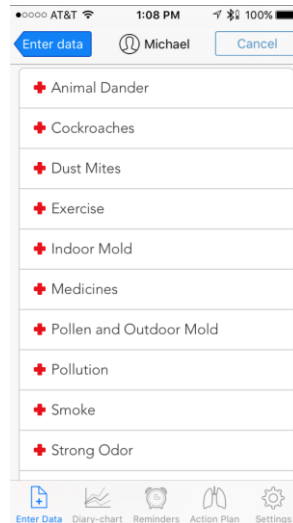 AT&T 1:08 PM 100%
Enter data Michael Cancel
Animal Dander
Cockroaches
Dust Mites
Exercise
Indoor Mold
Medicines
Pollen and Outdoor Mold
Pollution
Smoke
Strong Odor
Enter Data Diary-chart Reminders Action Plan Settings